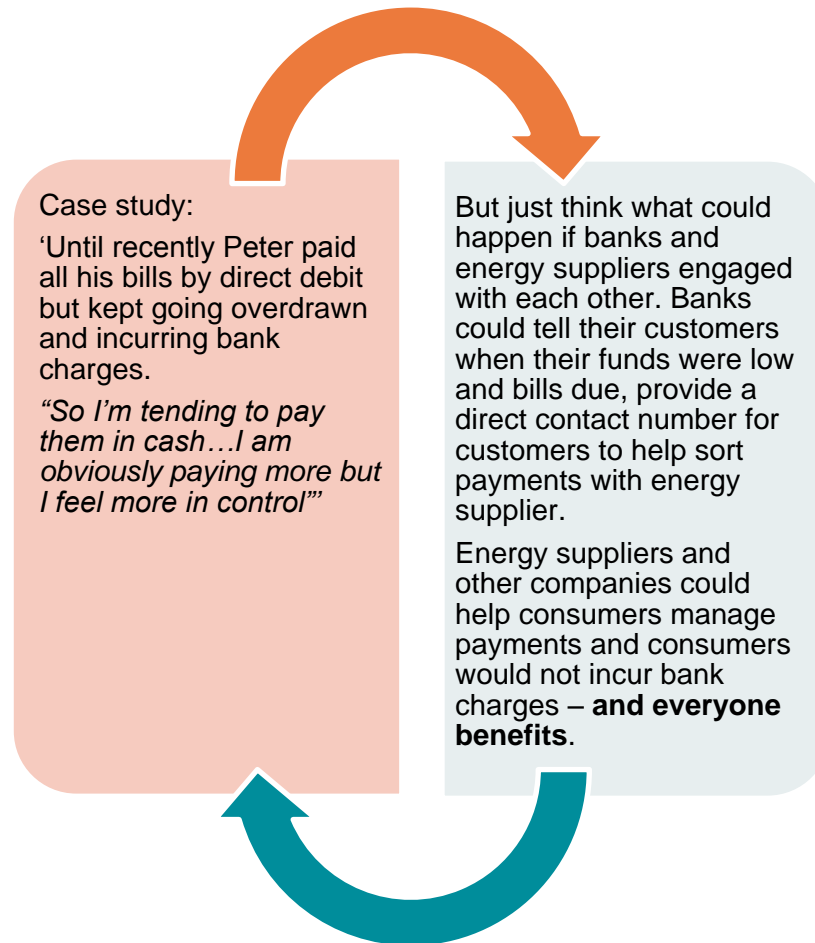 Case study:
‘Until recently Peter paid
all his bills by direct debit
but kept going overdrawn
and incurring bank
charges.
“So I’m tending to pay
them in cash…I am
obviously paying more but
I feel more in control”’
But just think what could
happen if banks and
energy suppliers engaged
with each other. Banks
could tell their customers
when their funds were low
and bills due, provide a
direct contact number for
customers to help sort
payments with energy
supplier.
Energy suppliers and
other companies could
help consumers manage
payments and consumers
would not incur bank
charges – and everyone
benefits.